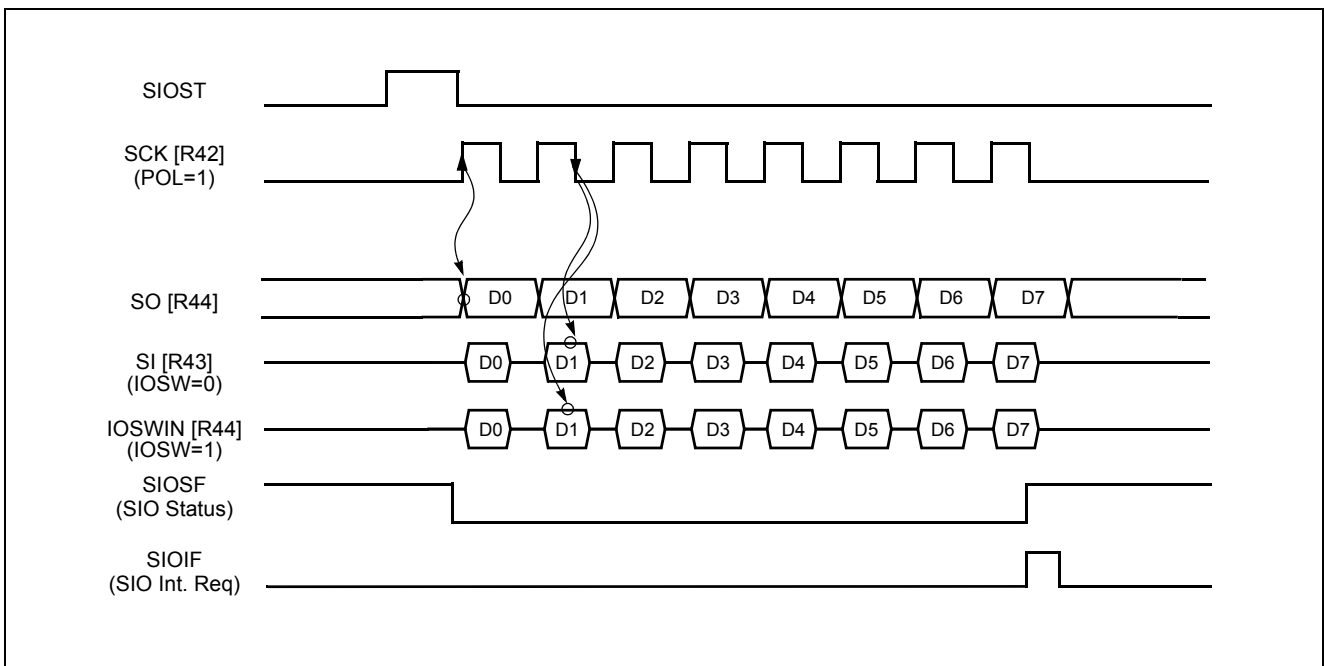 SIOST
SCK [R42]
(POL=1)
SO [R44]
D0 D1 D2 D3 D4 D5 D6 D7
SI [R43]
(IOSW=0)
D0 D1 D2 D3 D4 D5 D6 D7
IOSWIN [R44]
(IOSW=1)
D0 D1 D2 D3 D4 D5 D6 D7
SIOSF
(SIO Status)
SIOIF
(SIO Int. Req)